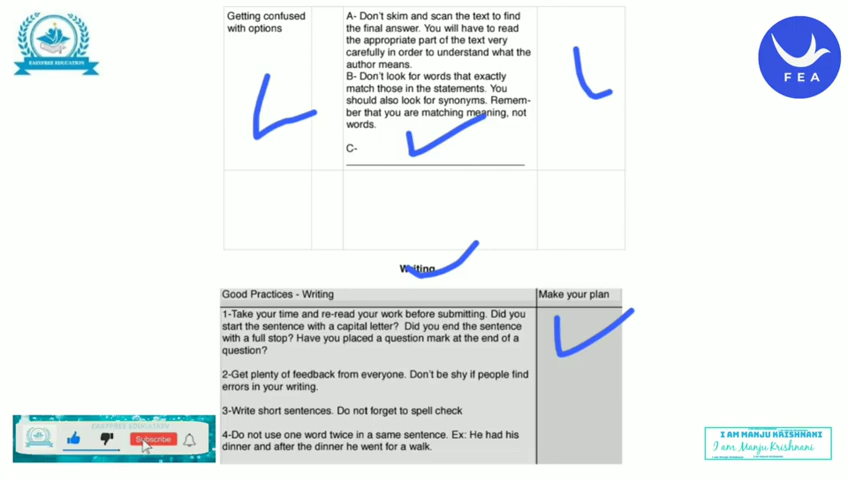 EASYFREE EDUCATION
Getting confused
with options
A- Don't skim and scan the text to find
the final answer. You will have to read
the appropriate part of the text very
carefully in order to understand what the
author means.
B- Don't look for words that exactly
match those in the statements. You
should also look for synonyms. Remem-
ber that you are matching meaning, not
words.
C-
FEA
Writing
Good Practices - Writing
Make your plan
1-Take your time and re-read your work before submitting. Did you
start the sentence with a capital letter? Did you end the sentence
with a full stop? Have you placed a question mark at the end of a
question?
2-Get plenty of feedback from everyone. Don't be shy if people find
errors in your writing.
3-Write short sentences. Do not forget to spell check
4-Do not use one word twice in a same sentence. Ex: He had his
dinner and after the dinner he went for a walk.
Subscribe
I AM MANJU KRISHNANI
I am Manju Krishnani